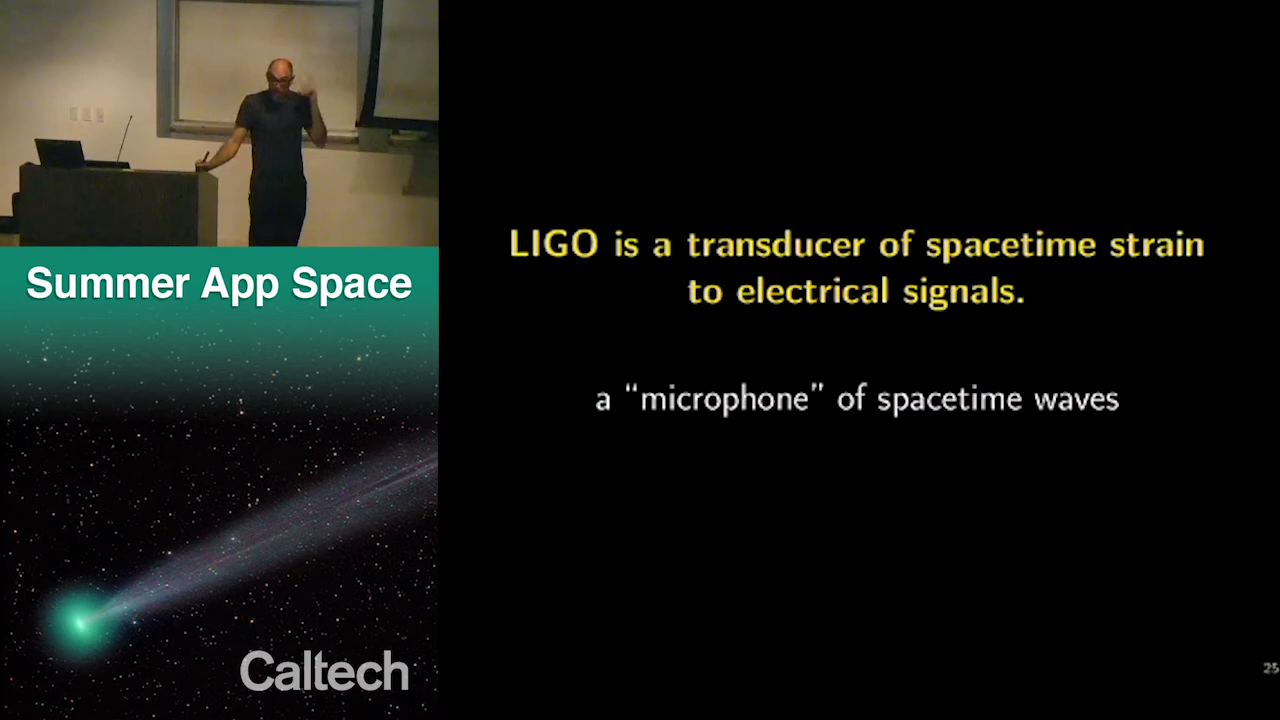 Summer App Space
Caltech
LIGO is a transducer of spacetime strain
to electrical signals.
a “microphone” of spacetime waves
25